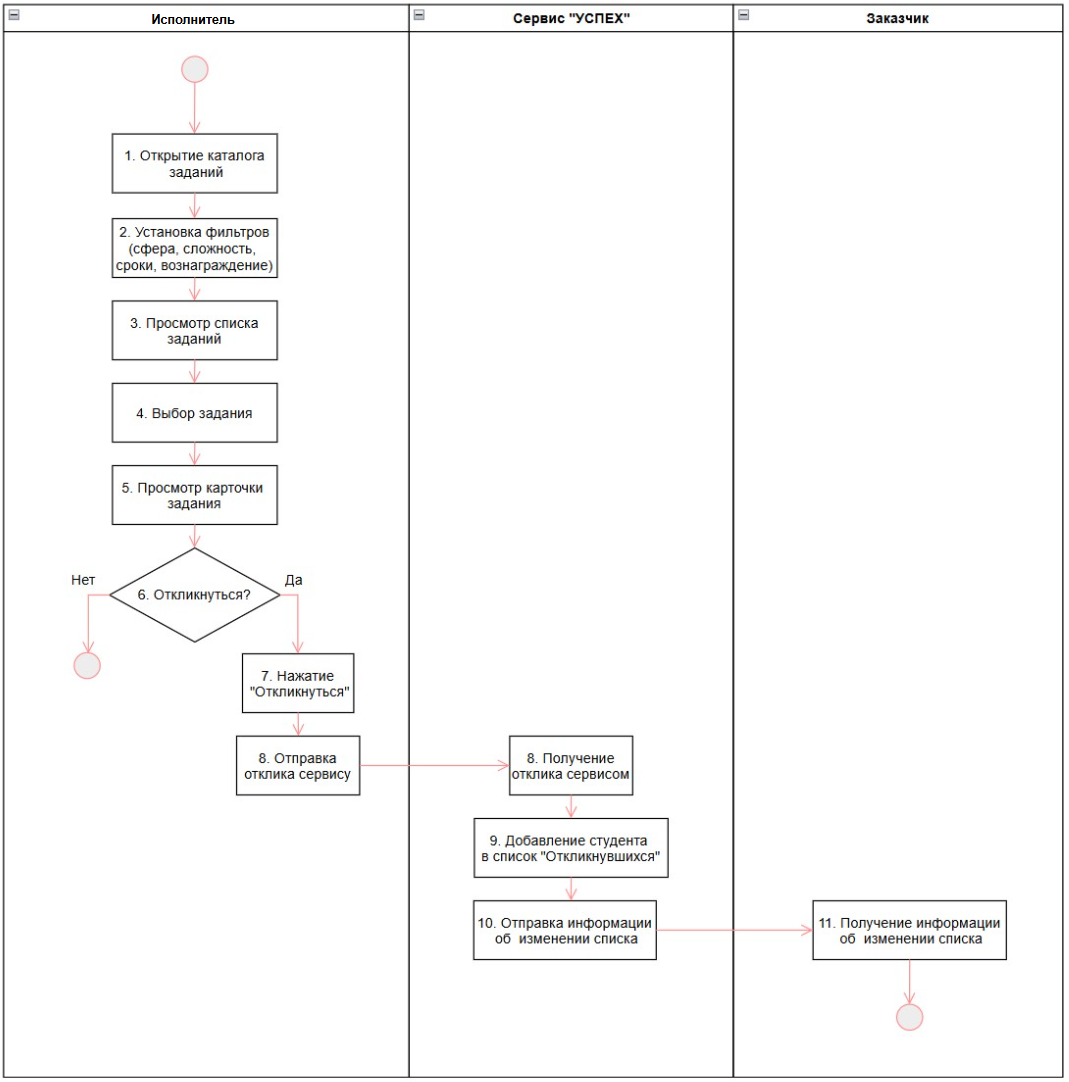 Исполнитель
Сервис "УСПЕХ"
Заказчик
1. Открытие каталога
заданий
2. Установка фильтров
(сфера, сложность,
сроки, вознаграждение)
3. Просмотр списка
заданий
4. Выбор задания
5. Просмотр карточки
задания
6. Откликнуться?
Нет
Да
7. Нажатие
"Откликнуться"
8. Отправка
отклика сервису
8. Получение
отклика сервисом
9. Добавление студента
в список "Откликнувшихся"
10. Отправка информации
об изменении списка
11. Получение информации
об изменении списка